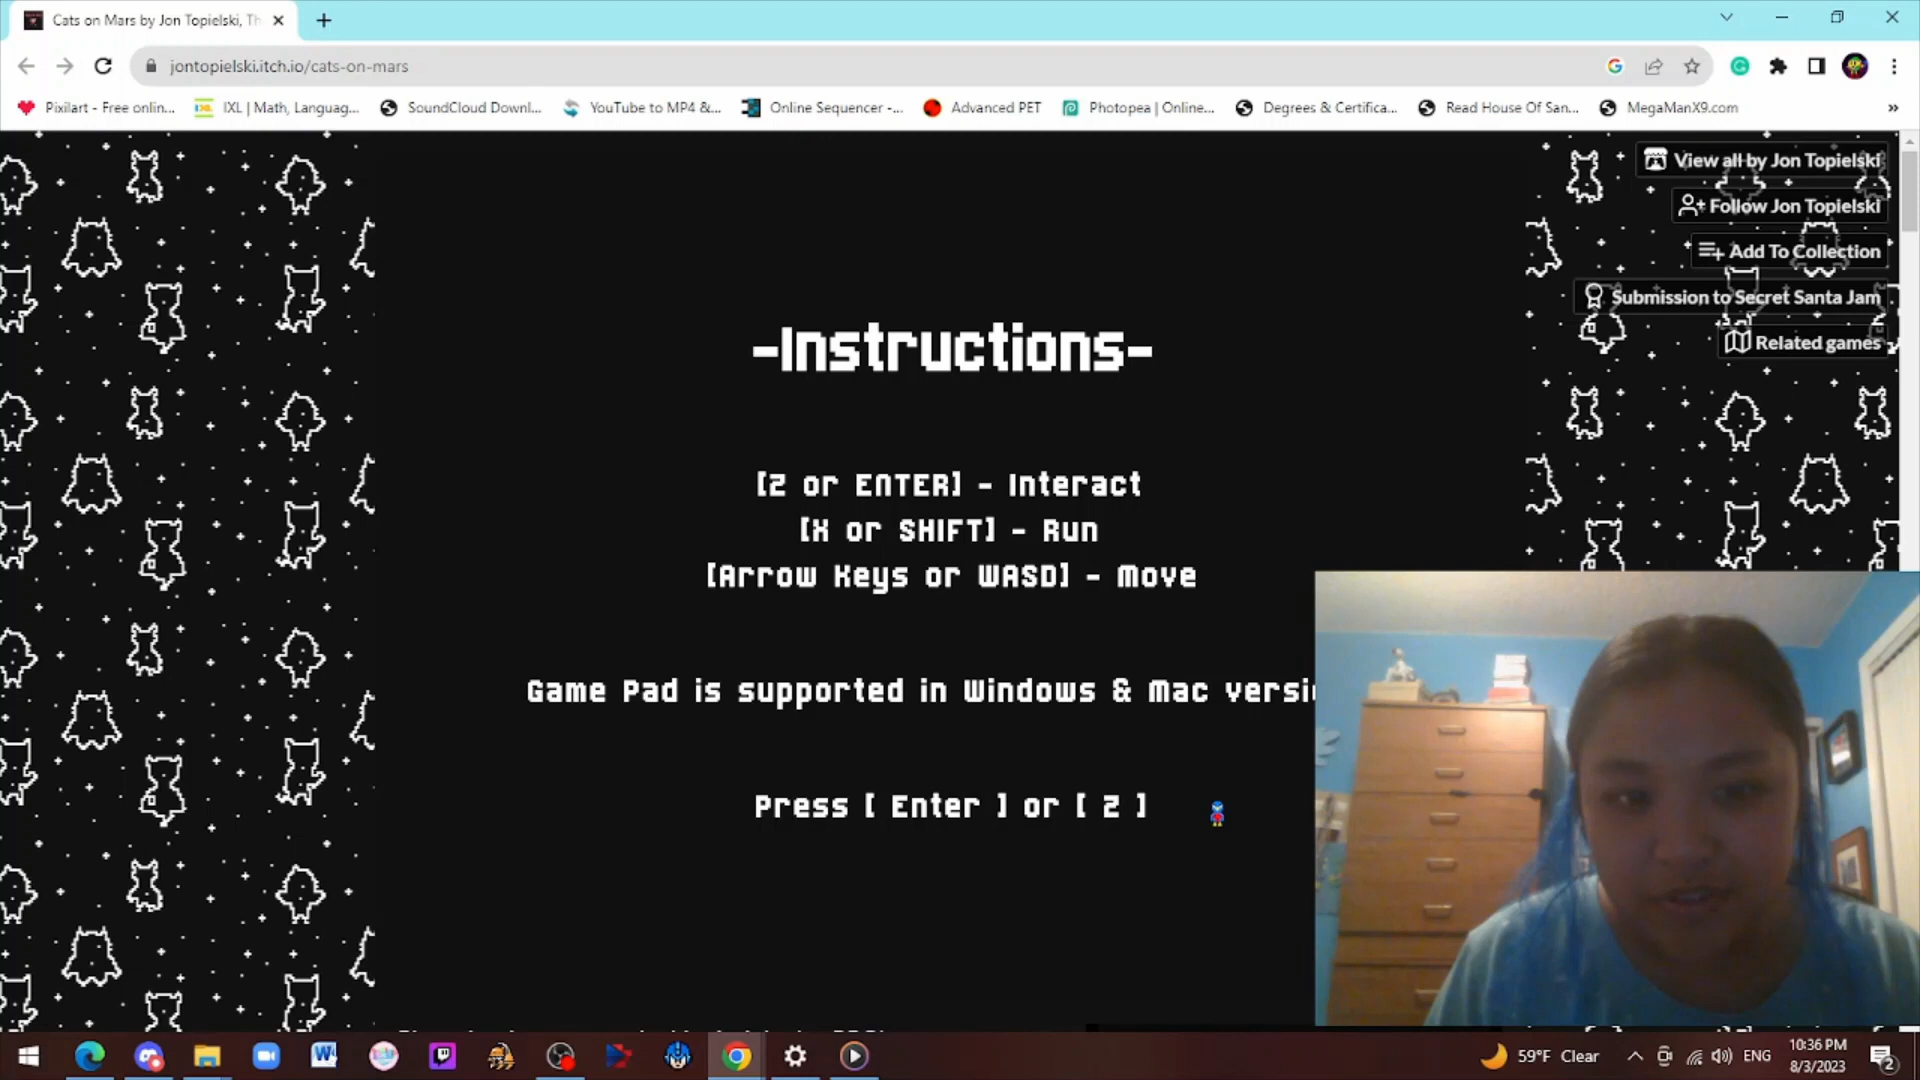 Cats on Mars by Jon Topielski, Th
jontopielski.itch.io/cats-on-mars
Pixilart - Free onlin...
IXL | Math, Languag...
SoundCloud Downl...
YouTube to MP4 &...
Online Sequencer -...
Advanced PET
Photopea | Online...
Degrees & Certifica...
Read House Of San...
MegaManX9.com
»
View all by Jon Topielski
Follow Jon Topielski
Add To Collection
Submission to Secret Santa Jam
Related games
-Instructions-
[Z or ENTER] - Interact
[X or SHIFT] - Run
[Arrow Keys or WASD] - Move
Game Pad is supported in Windows & Mac versi
Press [ Enter ] or [ Z ]
59°F Clear
ENG
10:36 PM
8/3/2023
2